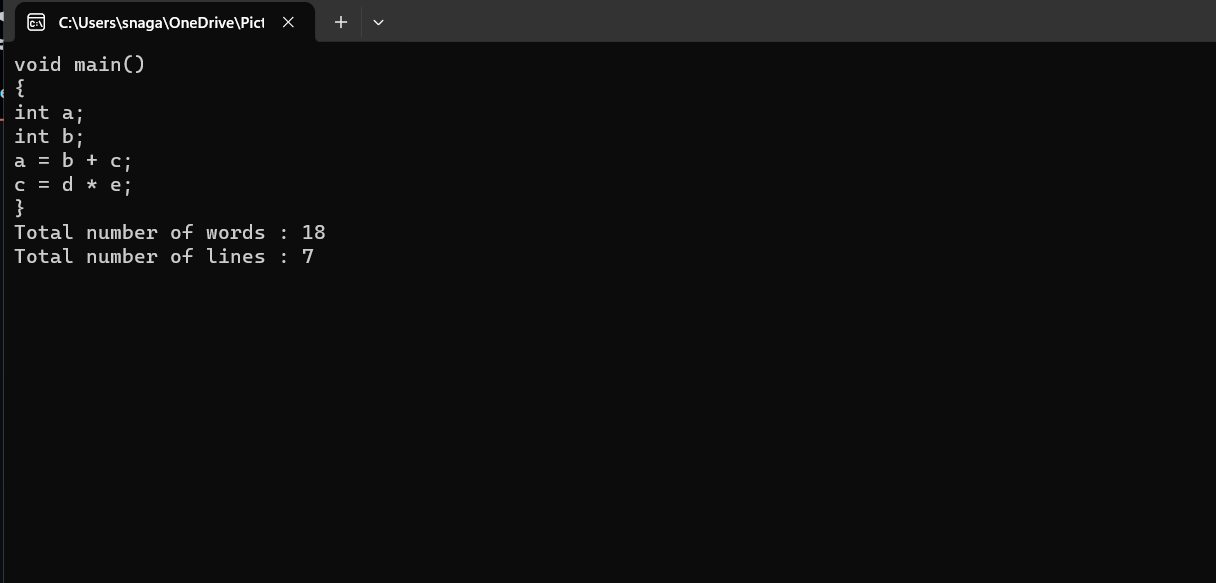 C:\Users\snaga\OneDrive\Pict
void main()
{
int a;
int b;
a = b + c;
c = d * e;
}
Total number of words : 18
Total number of lines : 7